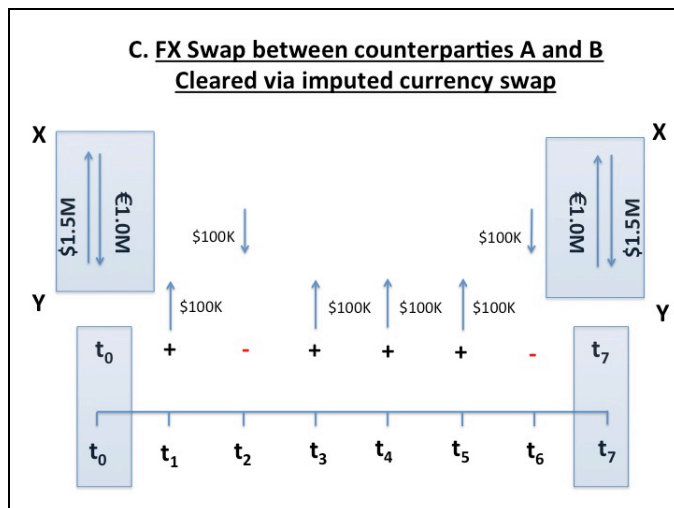 C. FX Swap between counterparties A and B
Cleared via imputed currency swap
X
X
$1.5M
€1.0M
€1.0M
$1.5M
$100K
$100K
Y
Y
$100K
$100K
$100K
$100K
t0 + - + + + - t7
t0 t1 t2 t3 t4 t5 t6 t7